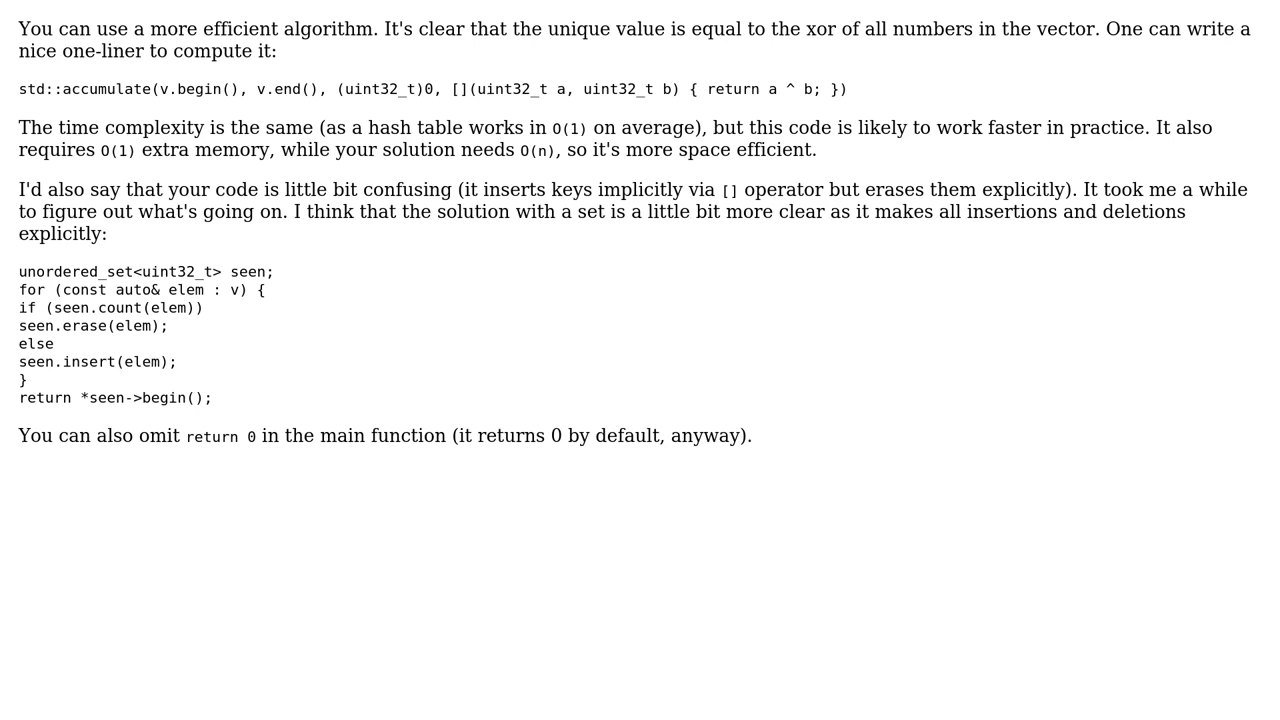 You can use a more efficient algorithm. It's clear that the unique value is equal to the xor of all numbers in the vector. One can write a
nice one-liner to compute it:
std::accumulate(v.begin(), v.end(), (uint32_t)0, [](uint32_t a, uint32_t b) { return a ^ b; })
The time complexity is the same (as a hash table works in O(1) on average), but this code is likely to work faster in practice. It also
requires O(1) extra memory, while your solution needs O(n), so it's more space efficient.
I'd also say that your code is little bit confusing (it inserts keys implicitly via [] operator but erases them explicitly). It took me a while
to figure out what's going on. I think that the solution with a set is a little bit more clear as it makes all insertions and deletions
explicitly:
unordered_set<uint32_t> seen;
for (const auto& elem : v) {
if (seen.count(elem))
seen.erase(elem);
else
seen.insert(elem);
}
return *seen->begin();
You can also omit return 0 in the main function (it returns 0 by default, anyway).